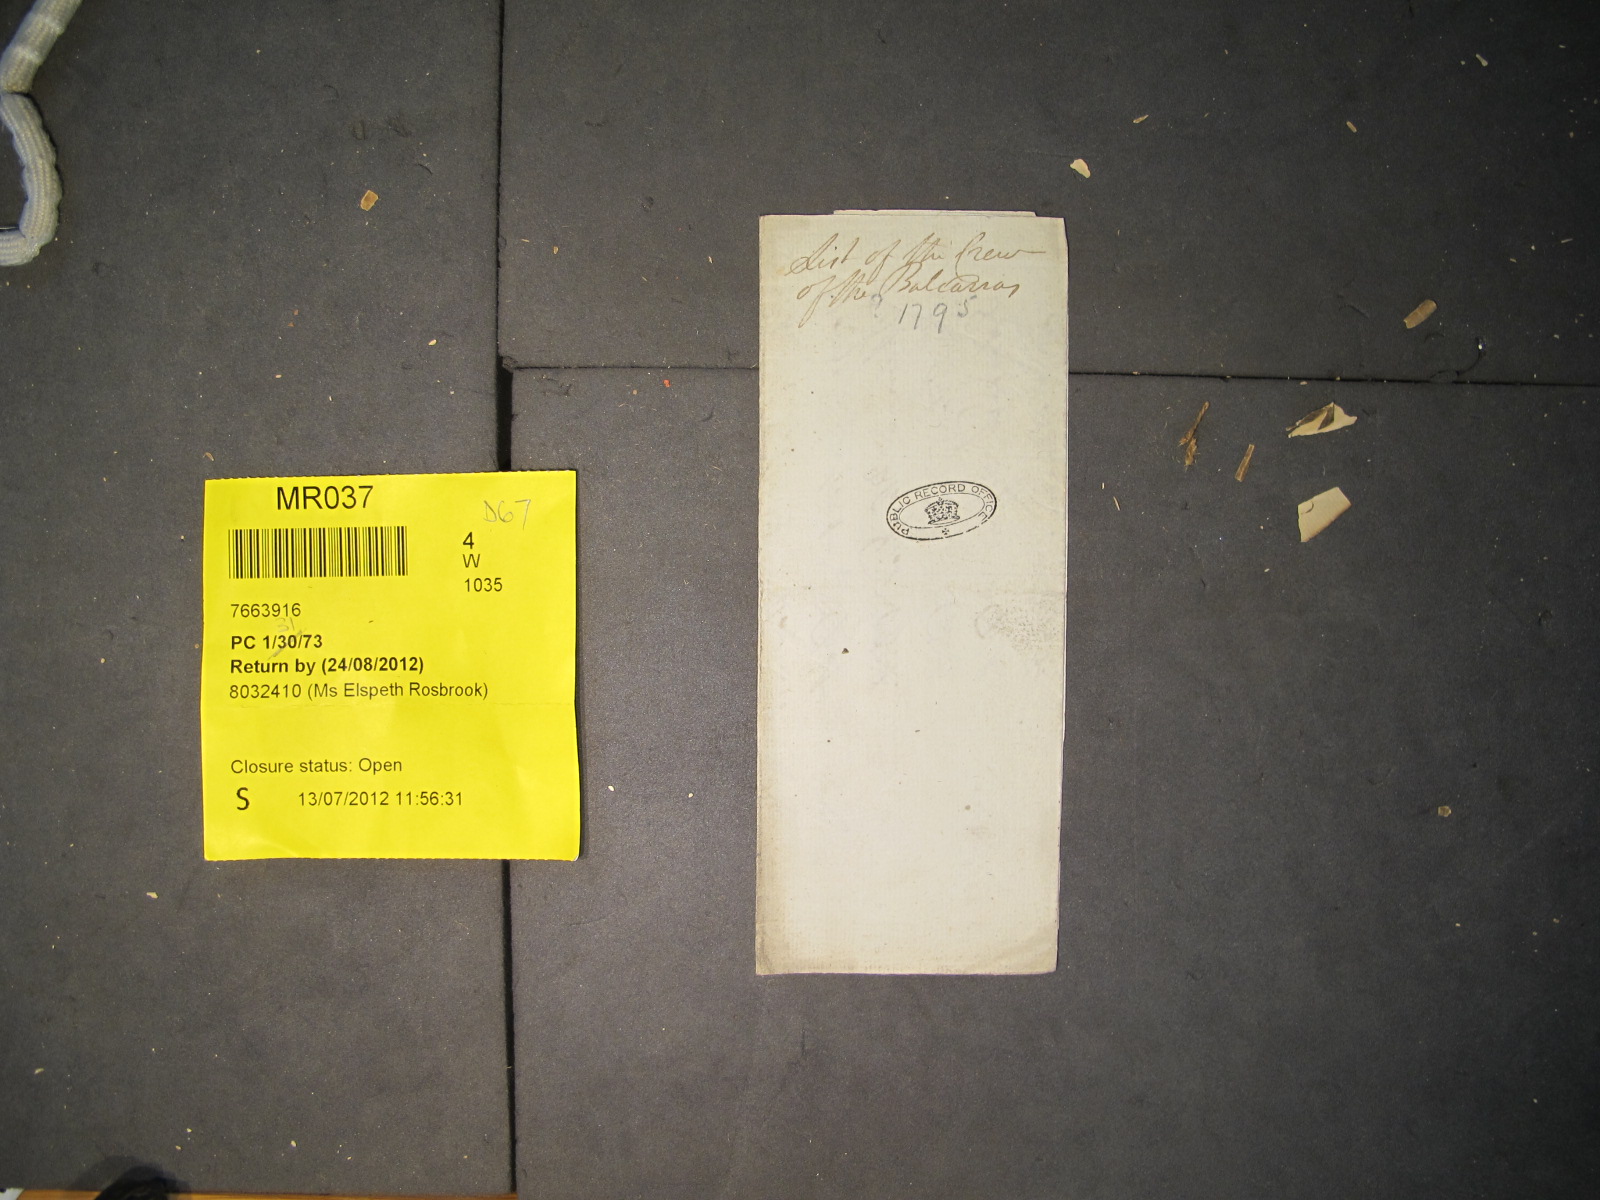 List of the Crew
of the Balcarras
? 1795
PUBLIC RECORD OFFICE
MR037
D67
4
W
1035
7663916
31
PC 1/30/73
Return by (24/08/2012)
8032410 (Ms Elspeth Rosbrook)
Closure status: Open
S 13/07/2012 11:56:31